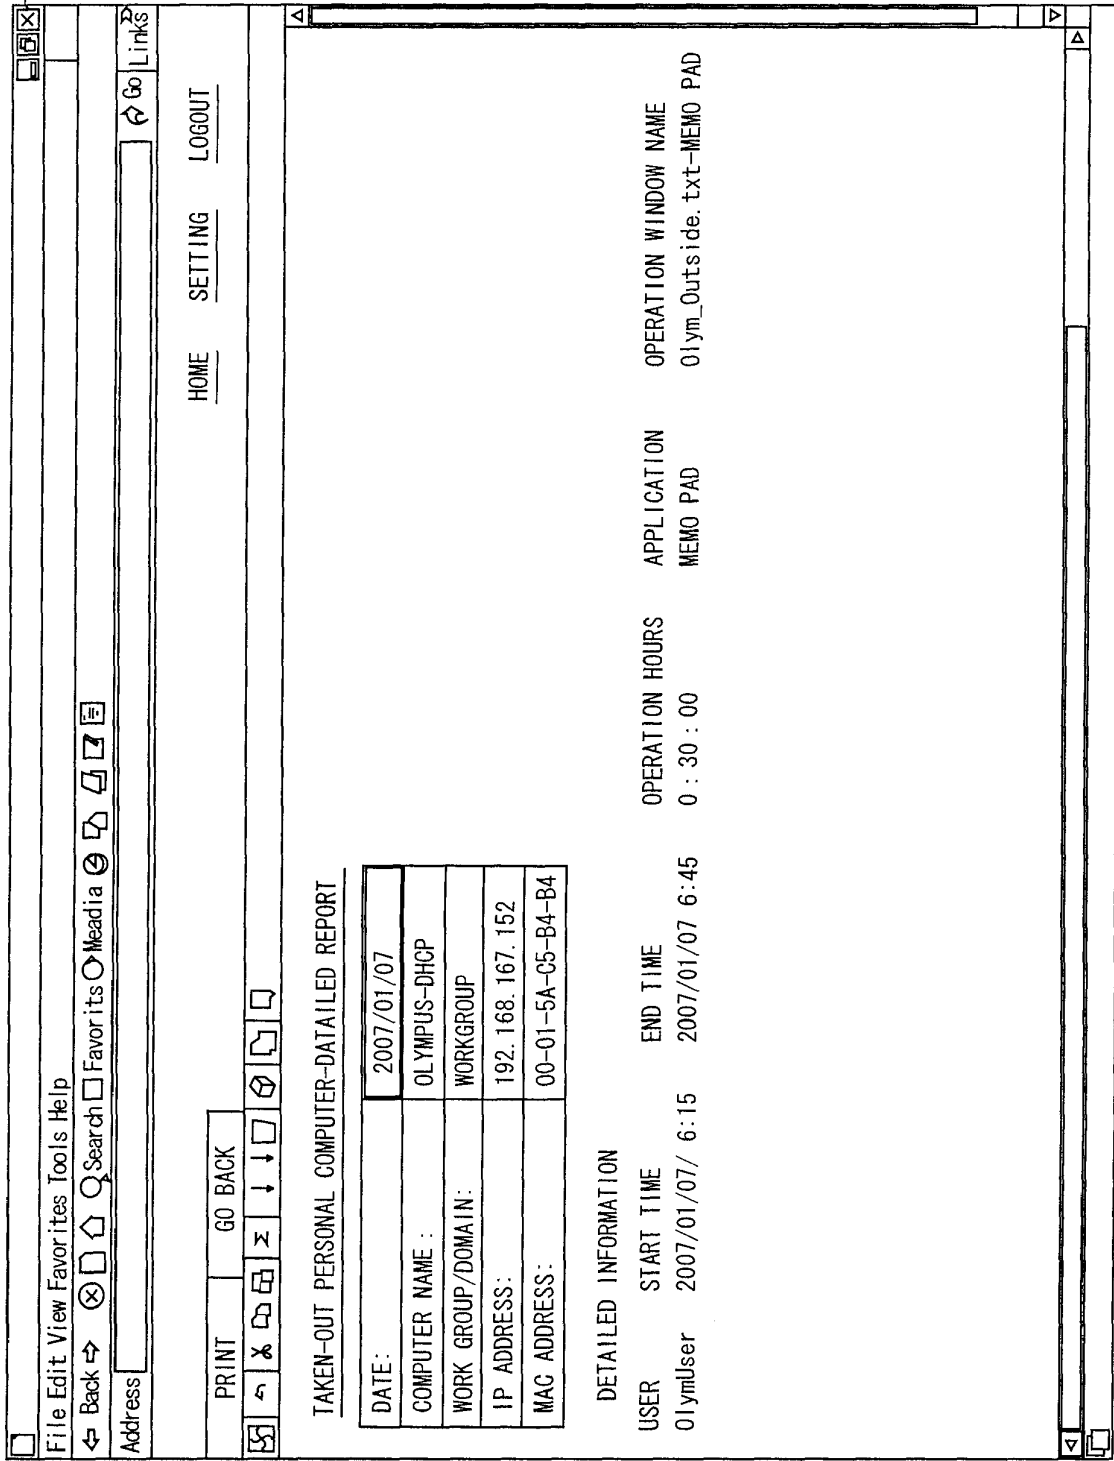 File Edit View Favorites Tools Help
Back Search Favorits Meadia
Address Go Links
HOME SETTING LOGOUT
PRINT GO BACK
TAKEN-OUT PERSONAL COMPUTER-DATAILED REPORT
DATE: 2007/01/07
COMPUTER NAME: OLYMPUS-DHCP
WORK GROUP/DOMAIN: WORKGROUP
IP ADDRESS: 192.168.167.152
MAC ADDRESS: 00-01-5A-C5-B4-B4
DETAILED INFORMATION
USER START TIME END TIME OPERATION HOURS APPLICATION OPERATION WINDOW NAME
OlymUser 2007/01/07/ 6:15 2007/01/07 6:45 0:30:00 MEMO PAD Olym_Outside.txt-MEMO PAD